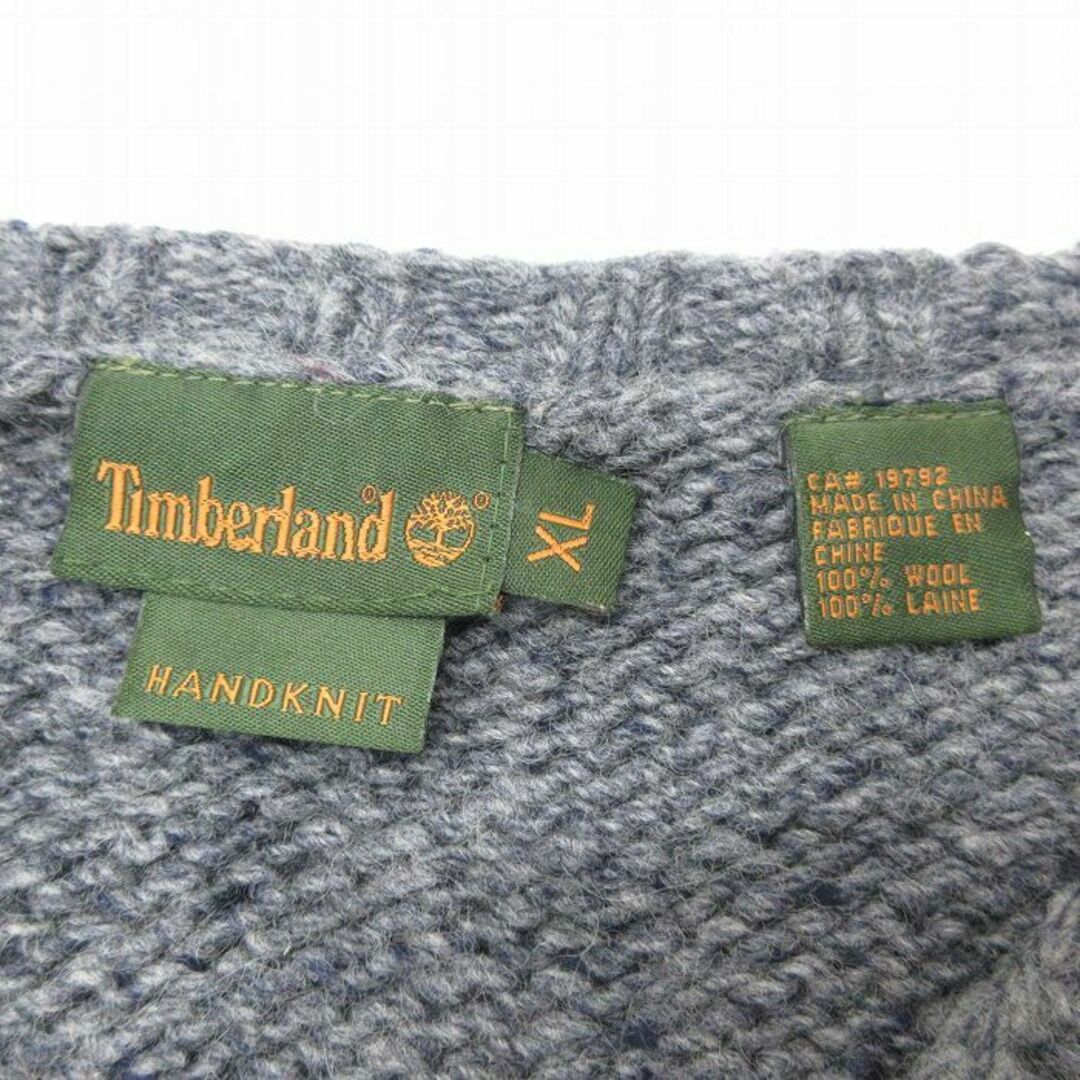 Timberland® ®
XL
HANDKNIT
CA# 19792
MADE IN CHINA
FABRIQUE EN
CHINE
100% WOOL
100% LAINE